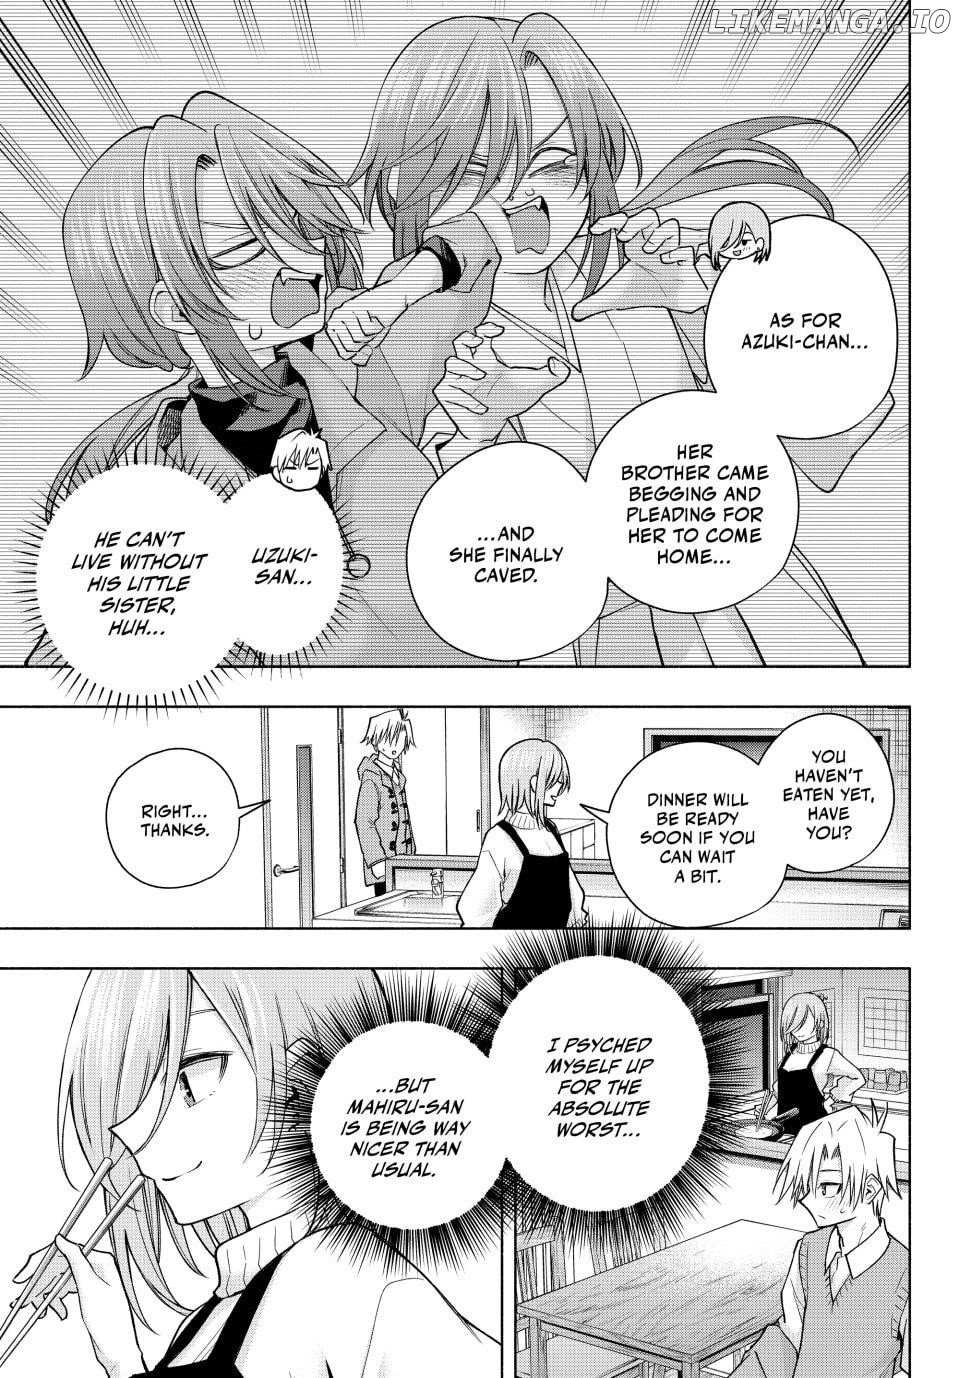 LIKEMANGA.IO
AS FOR
AZUKI-CHAN...
HER
BROTHER CAME
BEGGING AND
PLEADING FOR
HER TO COME
HOME...
...AND
SHE FINALLY
CAVED.
UZUKI-
SAN...
HE CAN'T
LIVE WITHOUT
HIS LITTLE
SISTER,
HUH...
YOU
HAVEN'T
EATEN YET,
HAVE
YOU?
DINNER WILL
BE READY
SOON IF YOU
CAN WAIT
A BIT.
RIGHT...
THANKS.
I PSYCHED
MYSELF UP
FOR THE
ABSOLUTE
WORST...
...BUT
MAHIRU-SAN
IS BEING WAY
NICER THAN
USUAL.